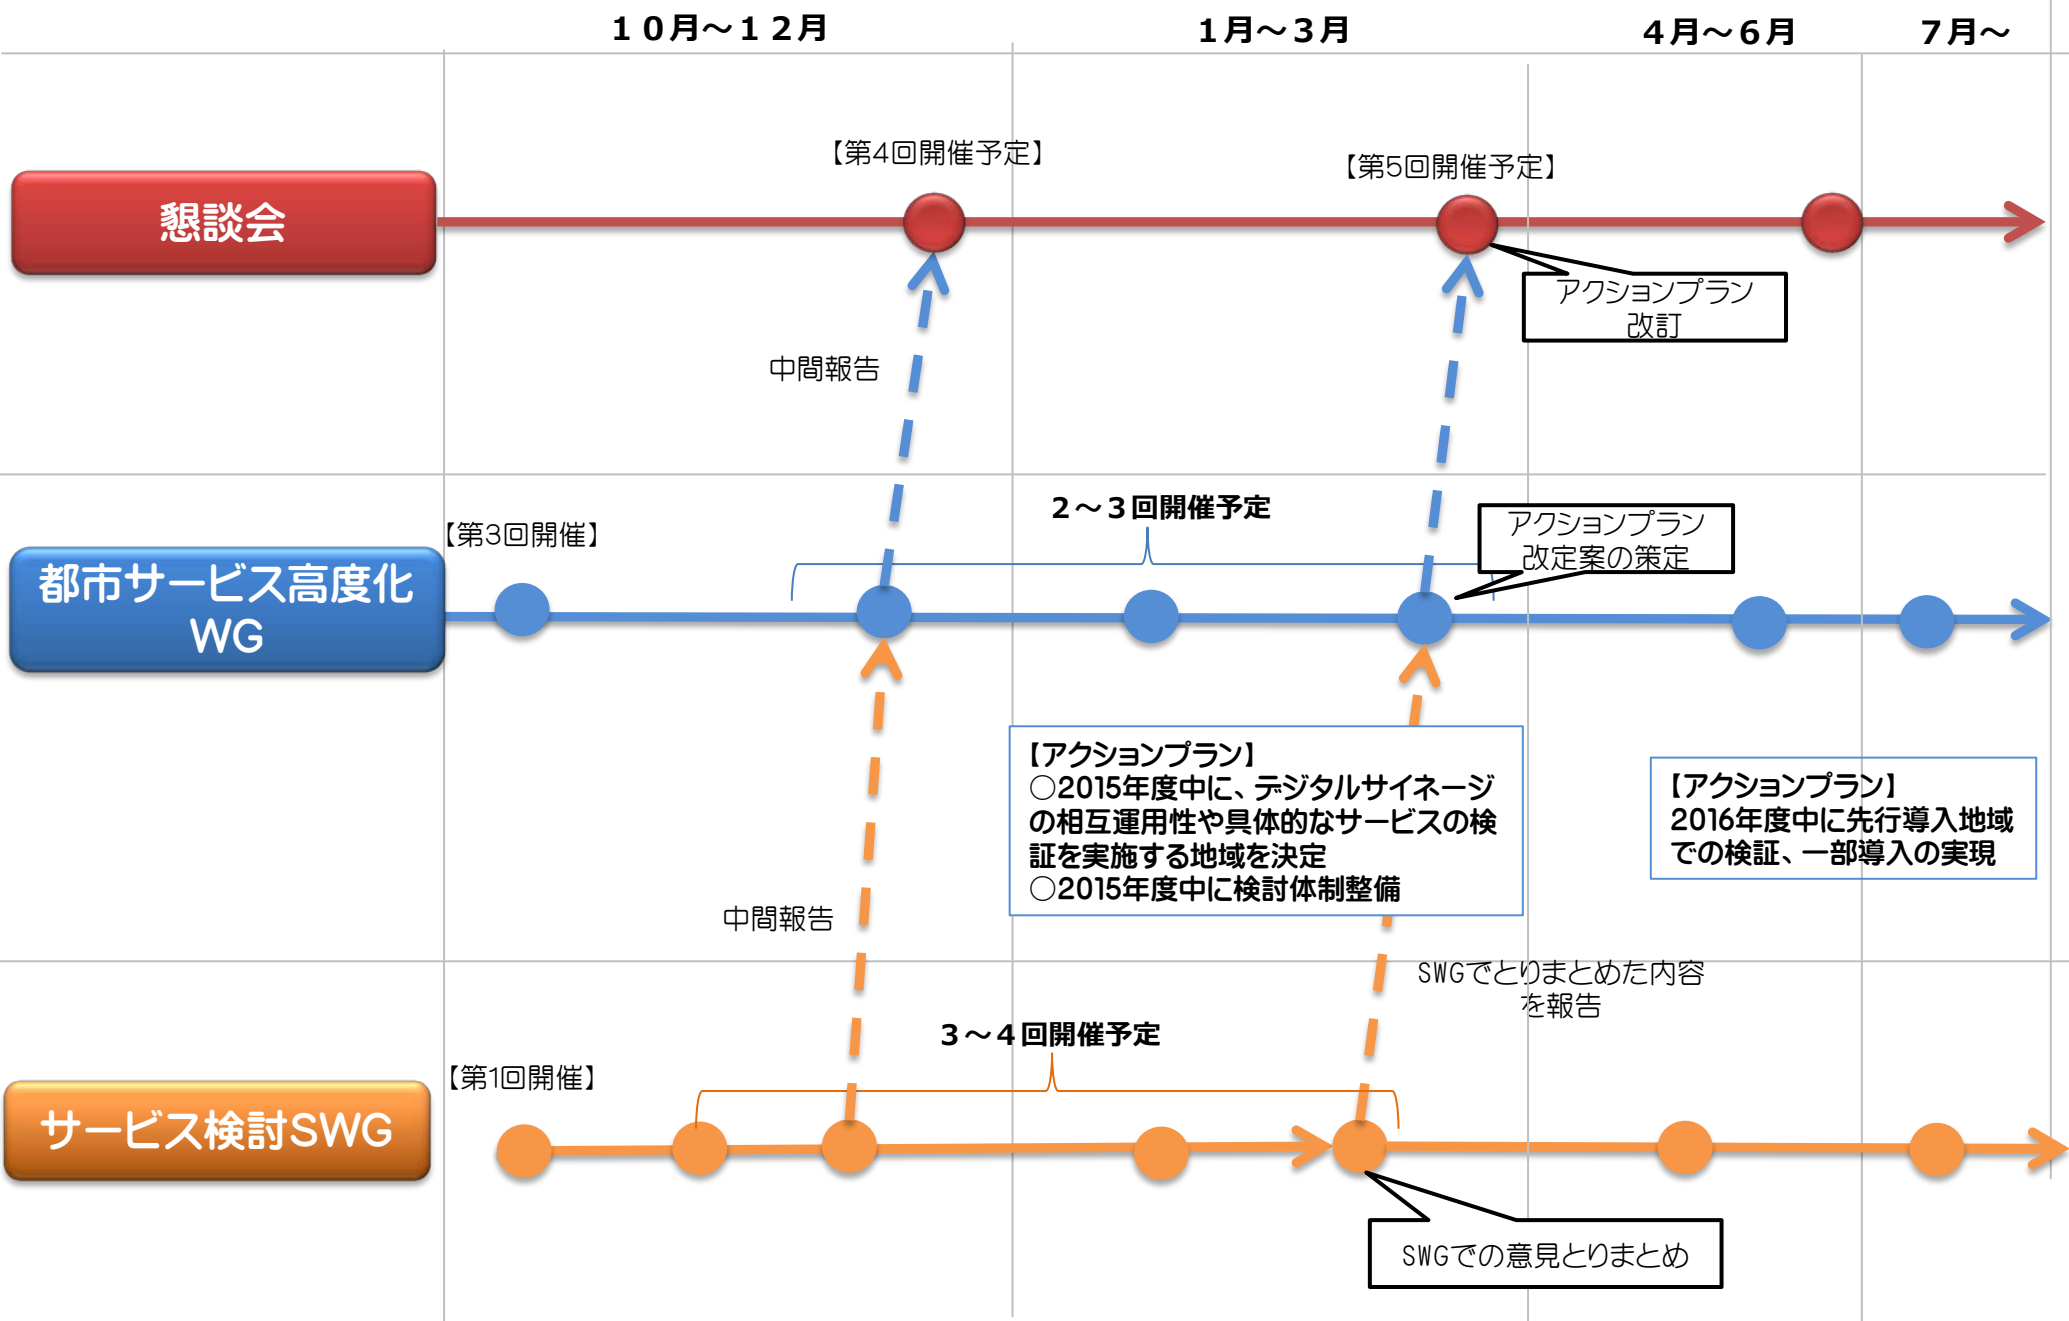 １０月～１２月
１月～３月
４月～６月
７月～
【第4回開催予定】
【第5回開催予定】
懇談会
アクションプラン
改訂
中間報告
２～３回開催予定
アクションプラン
改定案の策定
【第3回開催】
都市サービス高度化
WG
【アクションプラン】
○2015年度中に、デジタルサイネージ
の相互運用性や具体的なサービスの検
証を実施する地域を決定
○2015年度中に検討体制整備
【アクションプラン】
2016年度中に先行導入地域
での検証、一部導入の実現
中間報告
SWGでとりまとめた内容
を報告
３～４回開催予定
【第1回開催】
サービス検討SWG
SWGでの意見とりまとめ